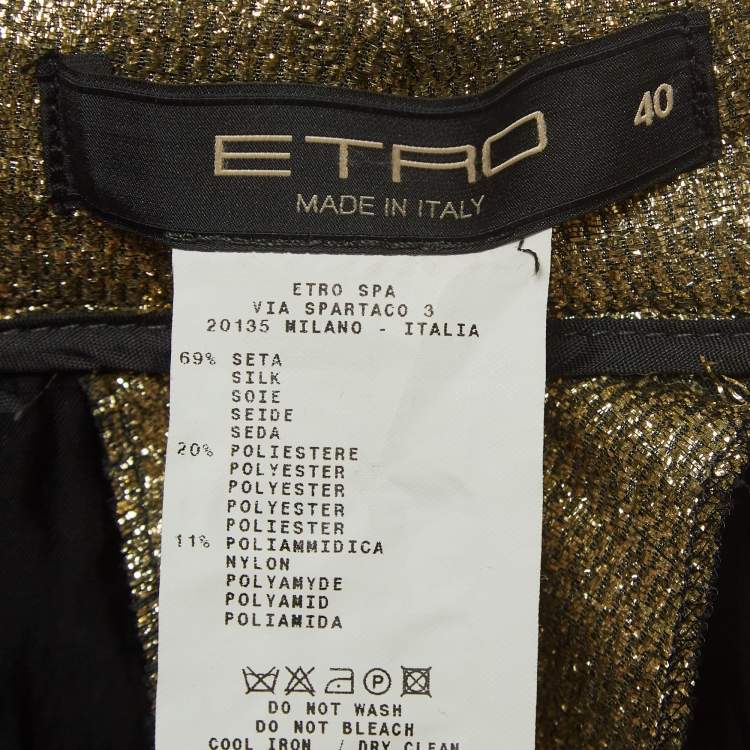 ETRO
40
MADE IN ITALY
ETRO SPA
VIA SPARTACO 3
20135 MILANO - ITALIA
69% SETA
SILK
SOIE
SEIDE
SEDA
20% POLIESTERE
POLYESTER
POLYESTER
POLYESTER
POLIESTER
11% POLIAMMIDICA
NYLON
POLYAMYDE
POLYAMID
POLIAMIDA
P
DO NOT WASH
DO NOT BLEACH
COOL IRON / DRY CLEAN